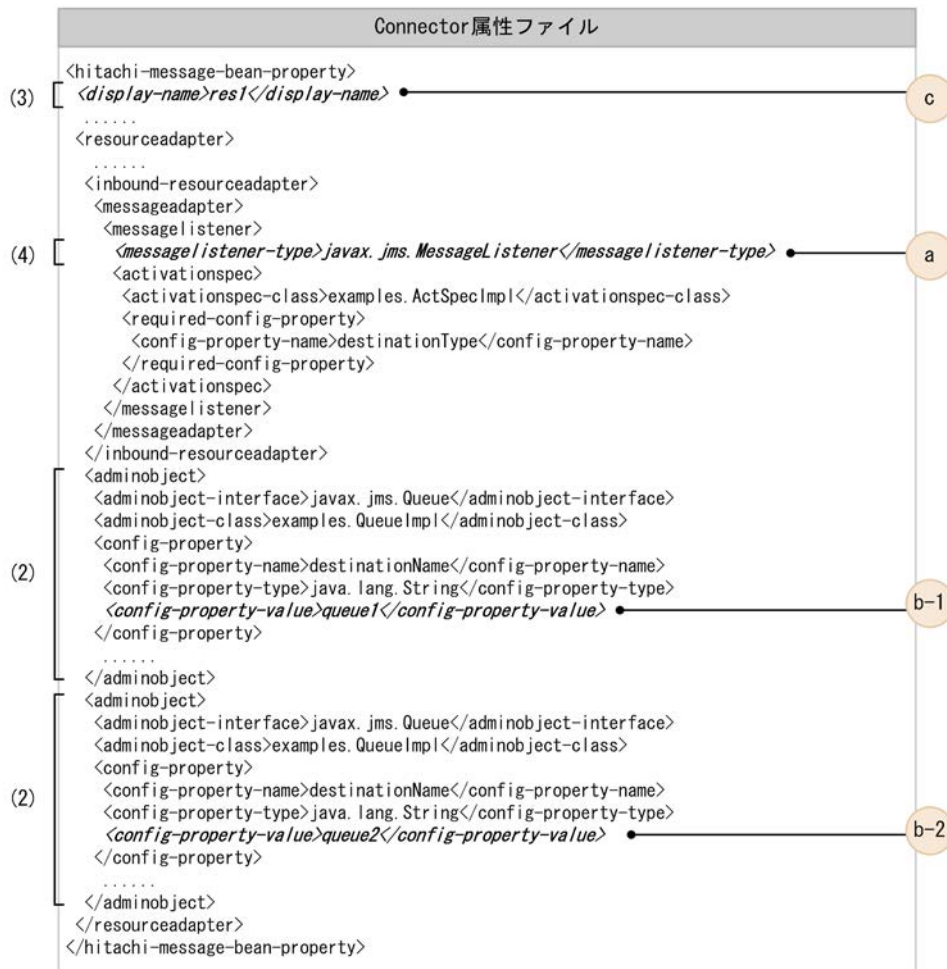 Connector属性ファイル
<hitachi-message-bean-property>
(3) <display-name>res1</display-name> c
......
<resourceadapter>
......
<inbound-resourceadapter>
<messageadapter>
<messagelistener>
(4) <messagelistener-type>javax.jms.MessageListener</messagelistener-type> a
<activationspec>
<activationspec-class>examples.ActSpecImpl</activationspec-class>
<required-config-property>
<config-property-name>destinationType</config-property-name>
</required-config-property>
</activationspec>
</messagelistener>
</messageadapter>
</inbound-resourceadapter>
<adminobject>
<adminobject-interface>javax.jms.Queue</adminobject-interface>
<adminobject-class>examples.QueueImpl</adminobject-class>
<config-property>
(2) <config-property-name>destinationName</config-property-name>
<config-property-type>java.lang.String</config-property-type>
<config-property-value>queue1</config-property-value> b-1
</config-property>
......
</adminobject>
<adminobject>
<adminobject-interface>javax.jms.Queue</adminobject-interface>
<adminobject-class>examples.QueueImpl</adminobject-class>
<config-property>
(2) <config-property-name>destinationName</config-property-name>
<config-property-type>java.lang.String</config-property-type>
<config-property-value>queue2</config-property-value> b-2
</config-property>
......
</adminobject>
</resourceadapter>
</hitachi-message-bean-property>